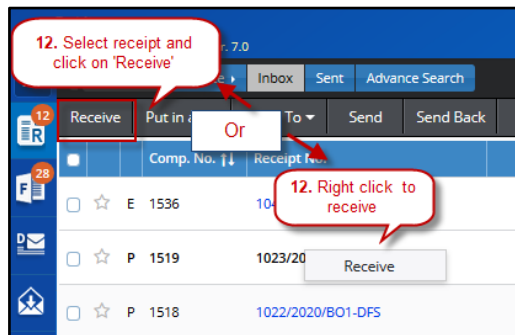 12. Select receipt and
click on 'Receive'
r. 7.0
Inbox Sent Advance Search
12
Receive Put in a To Send Send Back
Or
R
Comp. No. Receipt No.
28
F
12. Right click to
receive
E 1536 104
D
P 1519 1023/20
Receive
P 1518 1022/2020/BO1-DFS